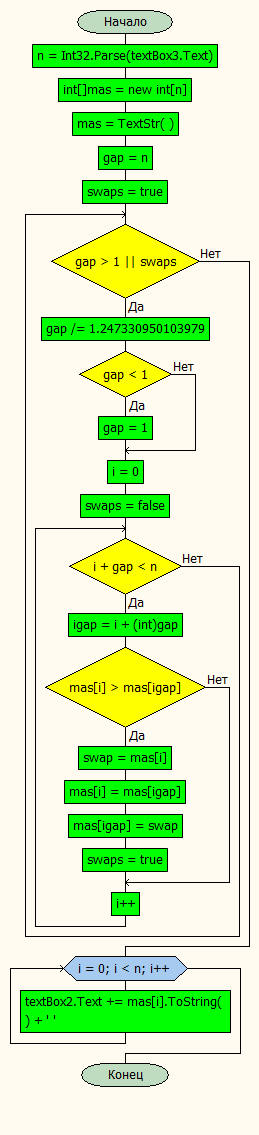 Начало
n = Int32.Parse(textBox3.Text)
int[]mas = new int[n]
mas = TextStr( )
gap = n
swaps = true
gap > 1 || swaps
Нет
Да
gap /= 1.247330950103979
gap < 1
Нет
Да
gap = 1
i = 0
swaps = false
i + gap < n
Нет
Да
igap = i + (int)gap
mas[i] > mas[igap]
Нет
Да
swap = mas[i]
mas[i] = mas[igap]
mas[igap] = swap
swaps = true
i++
i = 0; i < n; i++
textBox2.Text += mas[i].ToString(
) + ' '
Конец